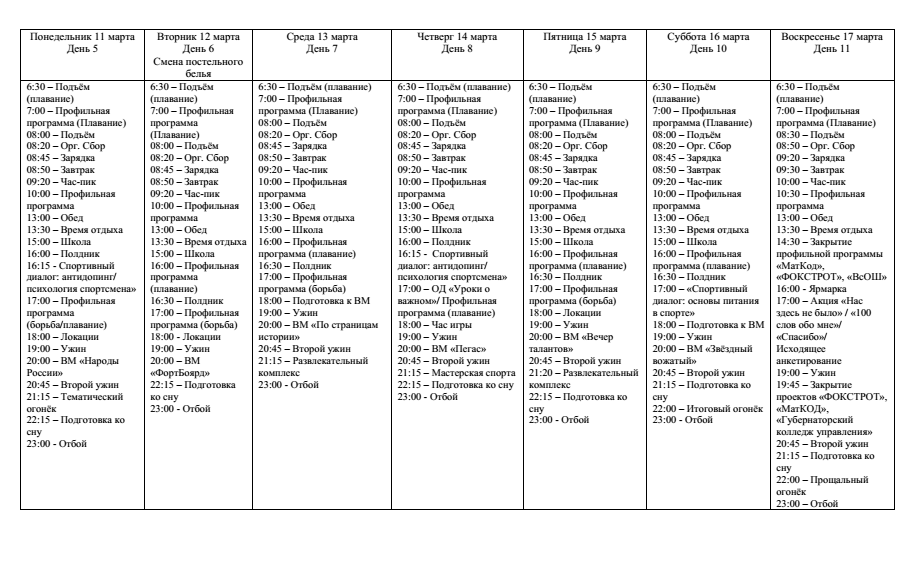 Понедельник 11 марта
День 5
6:30 – Подъём
(плавание)
7:00 – Профильная
программа (Плавание)
08:00 – Подъём
08:20 – Орг. Сбор
08:45 – Зарядка
08:50 – Завтрак
09:20 – Час-пик
10:00 – Профильная
программа
13:00 – Обед
13:30 – Время отдыха
15:00 – Школа
16:00 – Полдник
16:15 - Спортивный
диалог: антидопинг/
психология спортсмена»
17:00 – Профильная
программа
(борьба/плавание)
18:00 – Локации
19:00 – Ужин
20:00 – ВМ «Народы
России»
20:45 – Второй ужин
21:15 – Тематический
огонёк
22:15 – Подготовка ко
сну
23:00 - Отбой
Вторник 12 марта
День 6
Смена постельного
белья
6:30 – Подъём
(плавание)
7:00 – Профильная
программа
(Плавание)
08:00 – Подъём
08:20 – Орг. Сбор
08:45 – Зарядка
08:50 – Завтрак
09:20 – Час-пик
10:00 – Профильная
программа
13:00 – Обед
13:30 – Время отдыха
15:00 – Школа
16:00 – Профильная
программа
(плавание)
16:30 – Полдник
17:00 – Профильная
программа (борьба)
18:00 - Локации
19:00 – Ужин
20:00 – ВМ
«ФортБоярд»
22:15 – Подготовка
ко сну
23:00 - Отбой
Среда 13 марта
День 7
6:30 – Подъём (плавание)
7:00 – Профильная
программа (Плавание)
08:00 – Подъём
08:20 – Орг. Сбор
08:45 – Зарядка
08:50 – Завтрак
09:20 – Час-пик
10:00 – Профильная
программа
13:00 – Обед
13:30 – Время отдыха
15:00 – Школа
16:00 – Профильная
программа (плавание)
16:30 – Полдник
17:00 – Профильная
программа (борьба)
18:00 – Подготовка к ВМ
19:00 – Ужин
20:00 – ВМ «По страницам
истории»
20:45 – Второй ужин
21:15 – Развлекательный
комплекс
23:00 - Отбой
Четверг 14 марта
День 8
6:30 – Подъём (плавание)
7:00 – Профильная
программа (Плавание)
08:00 – Подъём
08:20 – Орг. Сбор
08:45 – Зарядка
08:50 – Завтрак
09:20 – Час-пик
10:00 – Профильная
программа
13:00 – Обед
13:30 – Время отдыха
15:00 – Школа
16:00 – Полдник
16:15 - Спортивный
диалог: антидопинг/
психология спортсмена»
17:00 – ОД «Уроки о
важном»/ Профильная
программа (плавание)
18:00 – Час игры
19:00 – Ужин
20:00 – ВМ «Пегас»
20:45 – Второй ужин
21:15 – Мастерская спорта
22:15 – Подготовка ко сну
23:00 - Отбой
Пятница 15 марта
День 9
6:30 – Подъём
(плавание)
7:00 – Профильная
программа (Плавание)
08:00 – Подъём
08:20 – Орг. Сбор
08:45 – Зарядка
08:50 – Завтрак
09:20 – Час-пик
10:00 – Профильная
программа
13:00 – Обед
13:30 – Время отдыха
15:00 – Школа
16:00 – Профильная
программа (плавание)
16:30 – Полдник
17:00 – Профильная
программа (борьба)
18:00 – Локации
19:00 – Ужин
20:00 – ВМ «Вечер
талантов»
20:45 – Второй ужин
21:20 – Развлекательный
комплекс
22:15 – Подготовка ко
сну
23:00 - Отбой
Суббота 16 марта
День 10
6:30 – Подъём
(плавание)
7:00 – Профильная
программа (Плавание)
08:00 – Подъём
08:20 – Орг. Сбор
08:45 – Зарядка
08:50 – Завтрак
09:20 – Час-пик
10:00 – Профильная
программа
13:00 – Обед
13:30 – Время отдыха
15:00 – Школа
16:00 – Профильная
программа (плавание)
16:30 – Полдник
17:00 – «Спортивный
диалог: основы питания
в спорте»
18:00 – Подготовка к ВМ
19:00 – Ужин
20:00 – ВМ «Звёздный
вожатый»
20:45 – Второй ужин
21:15 – Подготовка ко
сну
22:00 – Итоговый огонёк
23:00 – Отбой
Воскресенье 17 марта
День 11
6:30 – Подъём
(плавание)
7:00 – Профильная
программа (Плавание)
08:30 – Подъём
08:50 – Орг. Сбор
09:20 – Зарядка
09:30 – Завтрак
10:00 – Час-пик
10:30 – Профильная
программа
13:00 – Обед
13:30 – Время отдыха
14:30 – Закрытие
профильной программы
«МатКод»,
«ФОКСТРОТ», «ВсОШ»
16:00 - Ярмарка
17:00 – Акция «Нас
здесь не было» / «100
слов обо мне»/
«Спасибо»/
Исходящее
анкетирование
19:00 – Ужин
19:45 – Закрытие
проектов «ФОКСТРОТ»,
«МатКОД»,
«Губернаторский
колледж управления»
20:45 – Второй ужин
21:15 – Подготовка ко
сну
22:00 – Прощальный
огонёк
23:00 – Отбой